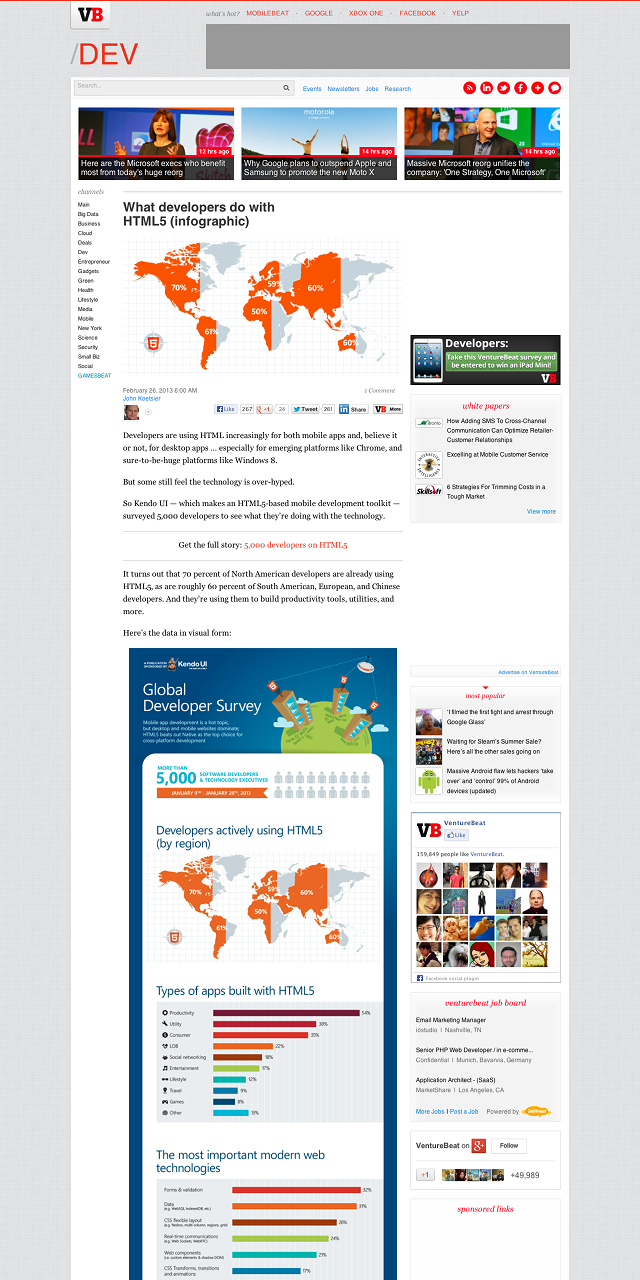 VB
what's hot?
MOBILEBEAT - GOOGLE - XBOX ONE - FACEBOOK - YELP
/DEV
Search...
Events Newsletters Jobs Research
motorola
12 hrs ago
Here are the Microsoft execs who benefit
most from today's huge reorg
14 hrs ago
Why Google plans to outspend Apple and
Samsung to promote the new Moto X
14 hrs ago
Massive Microsoft reorg unifies the
company: 'One Strategy, One Microsoft'
channels
Main
Big Data
Business
Cloud
Deals
Dev
Entrepreneur
Gadgets
Green
Health
Lifestyle
Media
Mobile
New York
Science
Security
Small Biz
Social
GAMESBEAT
What developers do with
HTML5 (infographic)
70%
59%
60%
50%
61%
60%
February 26, 2013 6:00 AM
1 Comment
John Koetsier
Like 267 +1 24 Tweet 261 Share VB More
Developers are using HTML increasingly for both mobile apps and, believe it
or not, for desktop apps ... especially for emerging platforms like Chrome, and
sure-to-be-huge platforms like Windows 8.
But some still feel the technology is over-hyped.
So Kendo UI — which makes an HTML5-based mobile development toolkit —
surveyed 5,000 developers to see what they're doing with the technology.
Get the full story: 5,000 developers on HTML5
It turns out that 70 percent of North American developers are already using
HTML5, as are roughly 60 percent of South American, European, and Chinese
developers. And they're using them to build productivity tools, utilities, and
more.
Here's the data in visual form:
A PUBLICATION
SPONSORED BY
Kendo UI
Global
Developer Survey
Mobile app development is a hot topic,
but desktop and mobile websites dominate;
HTML5 beats out Native as the top choice for
cross-platform development
MORE THAN
5,000 SOFTWARE DEVELOPERS
& TECHNOLOGY EXECUTIVES
JANUARY 9TH - JANUARY 28TH, 2013
Developers actively using HTML5
(by region)
70%
59%
60%
50%
61%
60%
Types of apps built with HTML5
Productivity 54%
Utility 38%
Consumer 35%
LOB 22%
Social networking 18%
Entertainment 17%
Lifestyle 12%
Travel 9%
Games 8%
Other 13%
The most important modern web
technologies
Forms & validation 32%
Data 31%
(e.g. WebSQL, IndexedDB, etc.)
CSS flexible layout 26%
(e.g. flexbox, multi-column, regions, grid)
Real-time communications 24%
(e.g. Web Sockets, WebRTC)
Web components 21%
(i.e. custom elements & shadow DOM)
CSS Transforms, transitions 17%
and animations
Developers:
Take this VentureBeat survey and
be entered to win an iPad Mini!
VB
white papers
Bronto
How Adding SMS To Cross-Channel
Communication Can Optimize Retailer-
Customer Relationships
Excelling at Mobile Customer Service
Skillsoft
6 Strategies For Trimming Costs in a
Tough Market
View more
Advertise on VentureBeat
most popular
'I filmed the first fight and arrest through
Google Glass'
Waiting for Steam's Summer Sale?
Here's all the other sales going on
Massive Android flaw lets hackers 'take
over' and 'control' 99% of Android
devices (updated)
VB
VentureBeat
Like
159,849 people like VentureBeat.
Facebook social plugin
venturebeat job board
Email Marketing Manager
iostudio | Nashville, TN
Senior PHP Web Developer / in e-comme...
Confidential | Munich, Bavarvia, Germany
Application Architect - (SaaS)
MarketShare | Los Angeles, CA
More Jobs | Post a Job Powered by
VentureBeat on g+ Follow
+1 +49,989
sponsored links